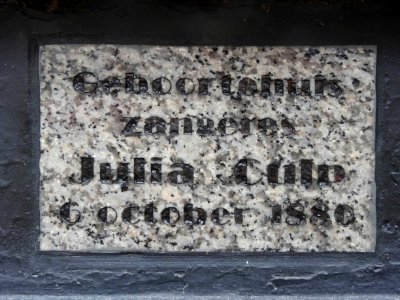 Geboortehuis
zangeres
Julia Culp
6 october 1880